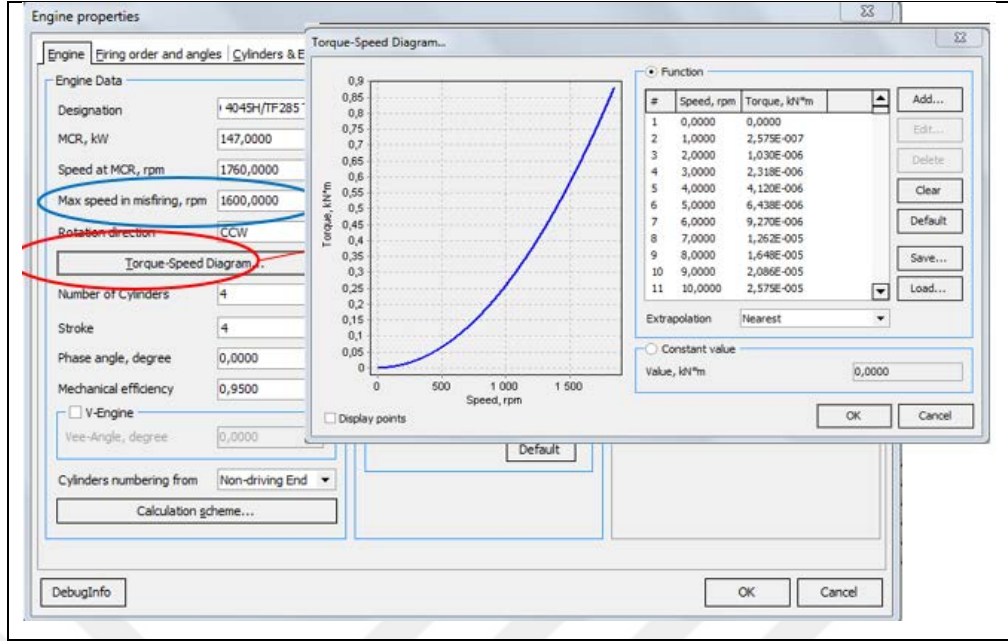 Engine properties
Engine
Firing order and angles
Cylinders & E
Engine Data
Designation
4045H/TF285
MCR, kW
147,0000
Speed at MCR, rpm
1760,0000
Max speed in misfiring, rpm
1600,0000
Rotation direction
CCW
Torque-Speed Diagram...
Number of Cylinders
4
Stroke
4
Phase angle, degree
0,0000
Mechanical efficiency
0,9500
V-Engine
Vee-Angle, degree
0,0000
Cylinders numbering from
Non-driving End
Calculation scheme...
Default
DebugInfo
OK
Cancel
Torque-Speed Diagram...
Torque, kN*m
0,9
0,85
0,8
0,75
0,7
0,65
0,6
0,55
0,5
0,45
0,4
0,35
0,3
0,25
0,2
0,15
0,1
0,05
0
0 500 1 000 1 500
Speed, rpm
Display points
Function
# Speed, rpm Torque, kN*m
1 0,0000 0,0000
2 1,0000 2,575E-007
3 2,0000 1,030E-006
4 3,0000 2,318E-006
5 4,0000 4,120E-006
6 5,0000 6,438E-006
7 6,0000 9,270E-006
8 7,0000 1,262E-005
9 8,0000 1,648E-005
10 9,0000 2,086E-005
11 10,0000 2,575E-005
Add...
Edit...
Delete
Clear
Default
Save...
Load...
Extrapolation
Nearest
Constant value
Value, kN*m
0,0000
OK
Cancel